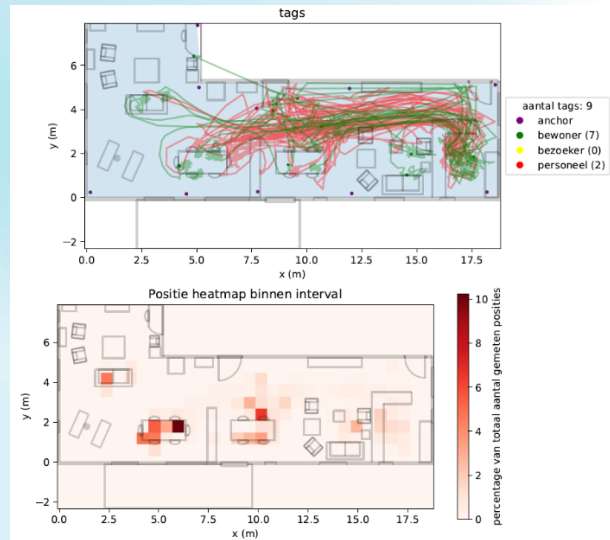 tags
6
4
2
0
−2
y (m)
0.0 2.5 5.0 7.5 10.0 12.5 15.0 17.5
x (m)
aantal tags: 9
anchor
bewoner (7)
bezoeker (0)
personeel (2)
Positie heatmap binnen interval
6
4
2
0
−2
y (m)
0.0 2.5 5.0 7.5 10.0 12.5 15.0 17.5
x (m)
10
8
6
4
2
0
percentage van totaal aantal gemeten posities